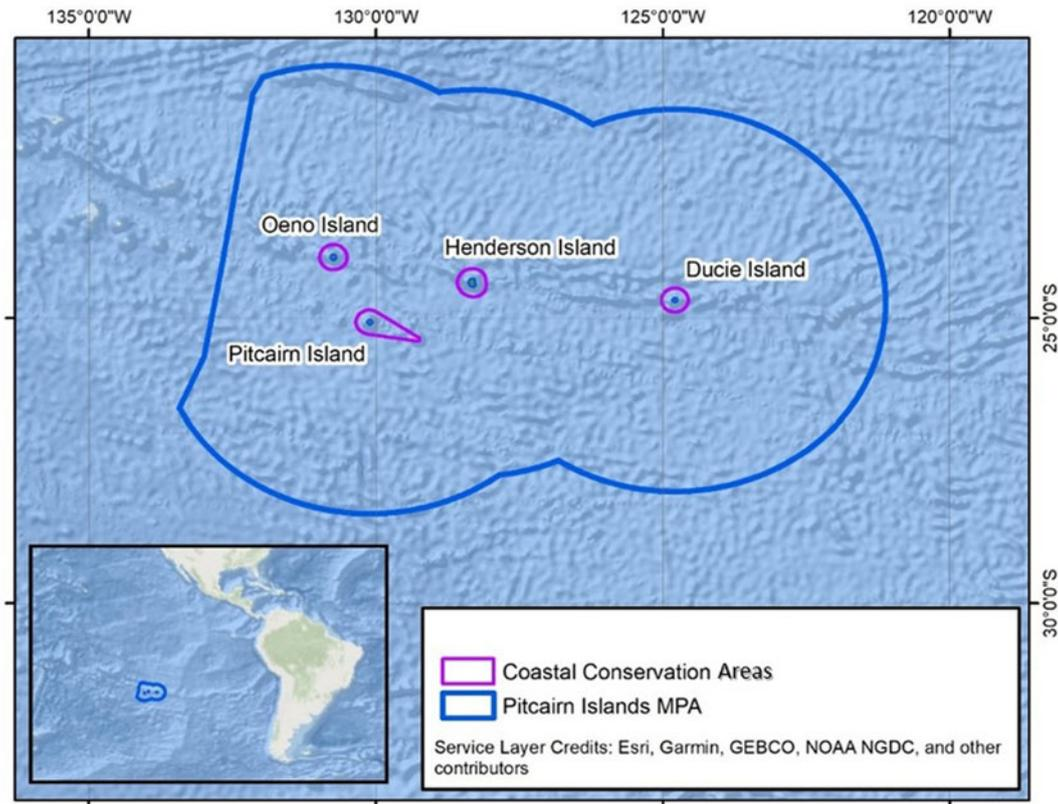 135°0'0"W 130°0'0"W 125°0'0"W 120°0'0"W
Oeno Island
Henderson Island
Ducie Island
25°0'0"S
Pitcairn Island
30°0'0"S
Coastal Conservation Areas
Pitcairn Islands MPA
Service Layer Credits: Esri, Garmin, GEBCO, NOAA NGDC, and other
contributors